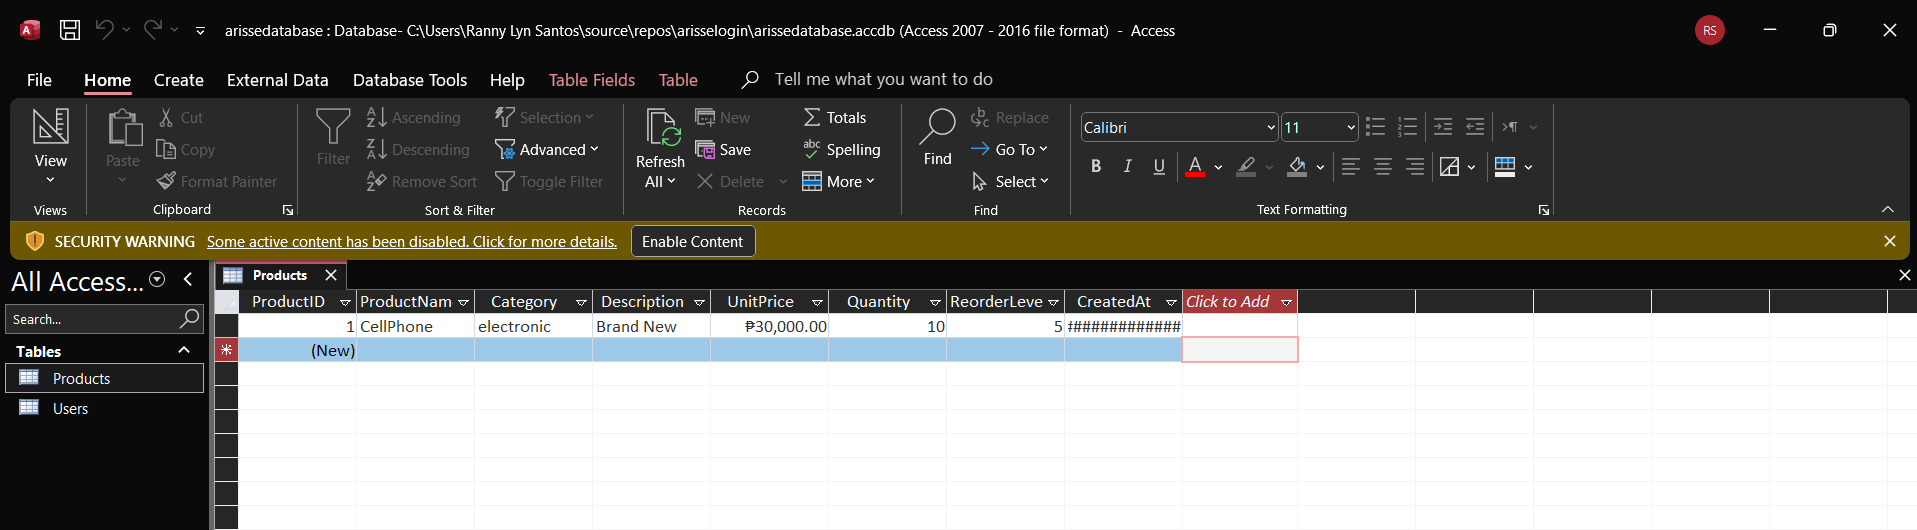 A arissedatabase : Database- C:\Users\Ranny Lyn Santos\source\repos\arisselogin\arissedatabase.accdb (Access 2007 - 2016 file format) - Access RS
File Home Create External Data Database Tools Help Table Fields Table Tell me what you want to do
View
Views
Paste
Cut
Copy
Format Painter
Clipboard
Filter
Ascending
Descending
Remove Sort
Selection
Advanced
Toggle Filter
Sort & Filter
Refresh
All
New
Save
Delete
Totals
Spelling
More
Records
Find
Replace
Go To
Select
Find
Calibri 11
B I U A
Text Formatting
SECURITY WARNING Some active content has been disabled. Click for more details. Enable Content
All Access...
Search...
Tables
Products
Users
Products
ProductID ProductNam Category Description UnitPrice Quantity ReorderLeve CreatedAt Click to Add
1 CellPhone electronic Brand New ₱30,000.00 10 5 #############
(New)